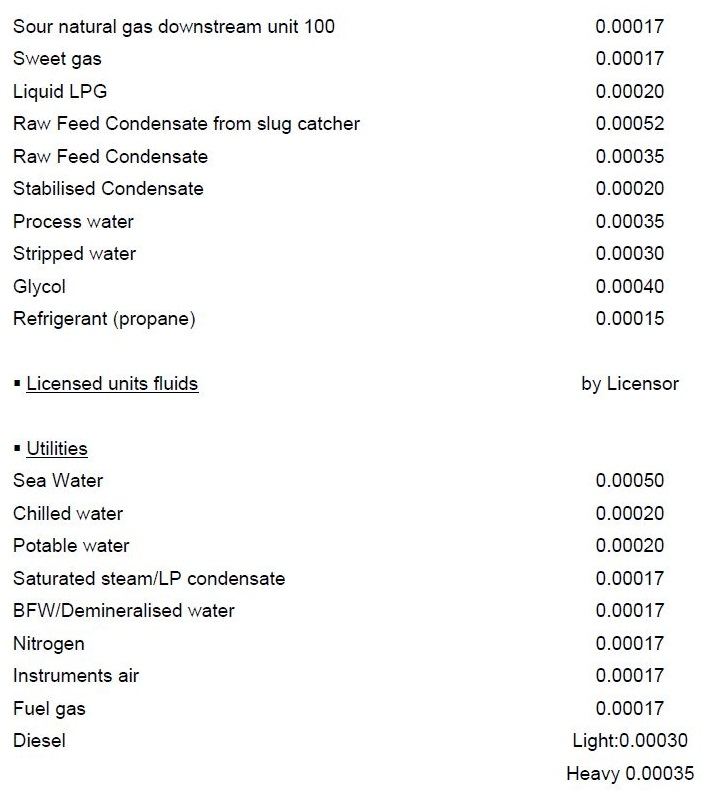 Sour natural gas downstream unit 100 0.00017
Sweet gas 0.00017
Liquid LPG 0.00020
Raw Feed Condensate from slug catcher 0.00052
Raw Feed Condensate 0.00035
Stabilised Condensate 0.00020
Process water 0.00035
Stripped water 0.00030
Glycol 0.00040
Refrigerant (propane) 0.00015
▪ Licensed units fluids by Licensor
▪ Utilities
Sea Water 0.00050
Chilled water 0.00020
Potable water 0.00020
Saturated steam/LP condensate 0.00017
BFW/Demineralised water 0.00017
Nitrogen 0.00017
Instruments air 0.00017
Fuel gas 0.00017
Diesel Light:0.00030
Heavy 0.00035